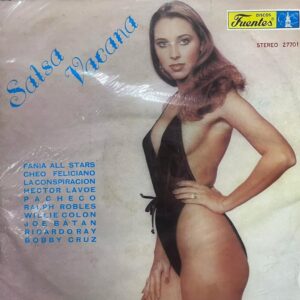 DISCOS
Fuentes
STEREO 27701
Salsa
Vacana
FANIA ALL STARS
CHEO FELICIANO
LA CONSPIRACION
HECTOR LAVOE
PACHECO
RALPH ROBLES
WILLIE COLON
JOE BATAN
RICARDO RAY
BOBBY CRUZ